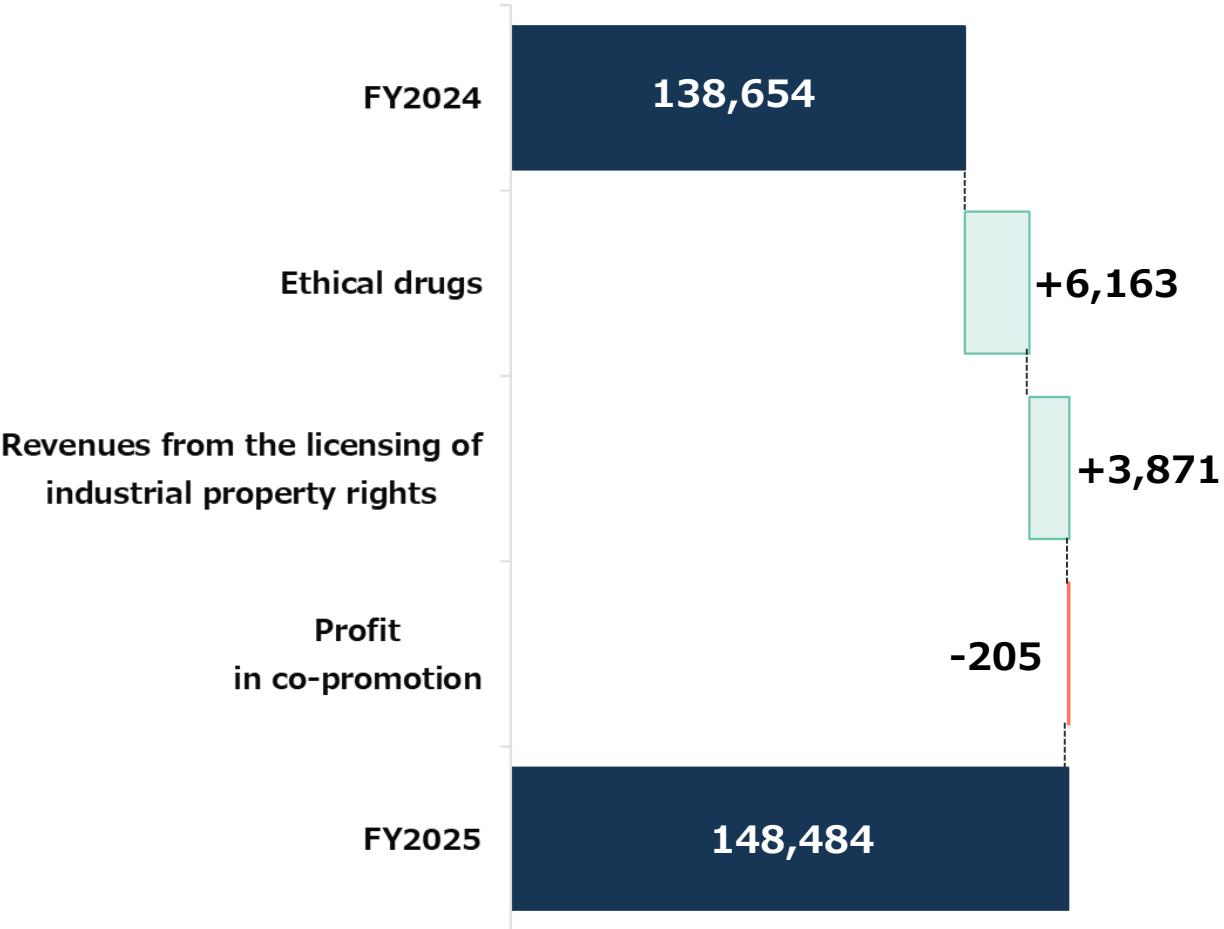 FY2024
138,654
Ethical drugs
+6,163
Revenues from the licensing of
industrial property rights
+3,871
Profit
in co-promotion
-205
FY2025
148,484